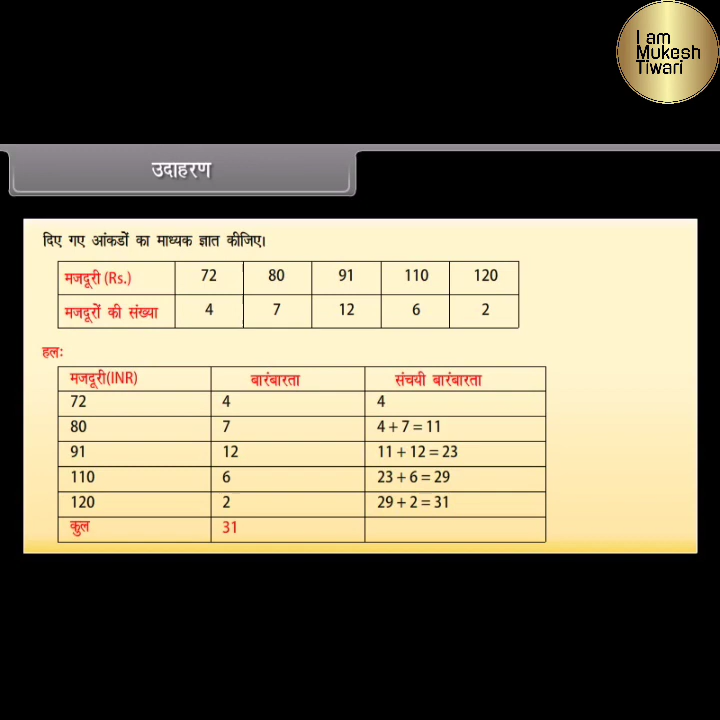 I am
Mukesh
Tiwari
उदाहरण
दिए गए आंकडों का माध्यक ज्ञात कीजिए।
मजदूरी (Rs.) 72 80 91 110 120
मजदूरों की संख्या 4 7 12 6 2
हलः
मजदूरी(INR) बारंबारता संचयी बारंबारता
72 4 4
80 7 4 + 7 = 11
91 12 11 + 12 = 23
110 6 23 + 6 = 29
120 2 29 + 2 = 31
कुल 31